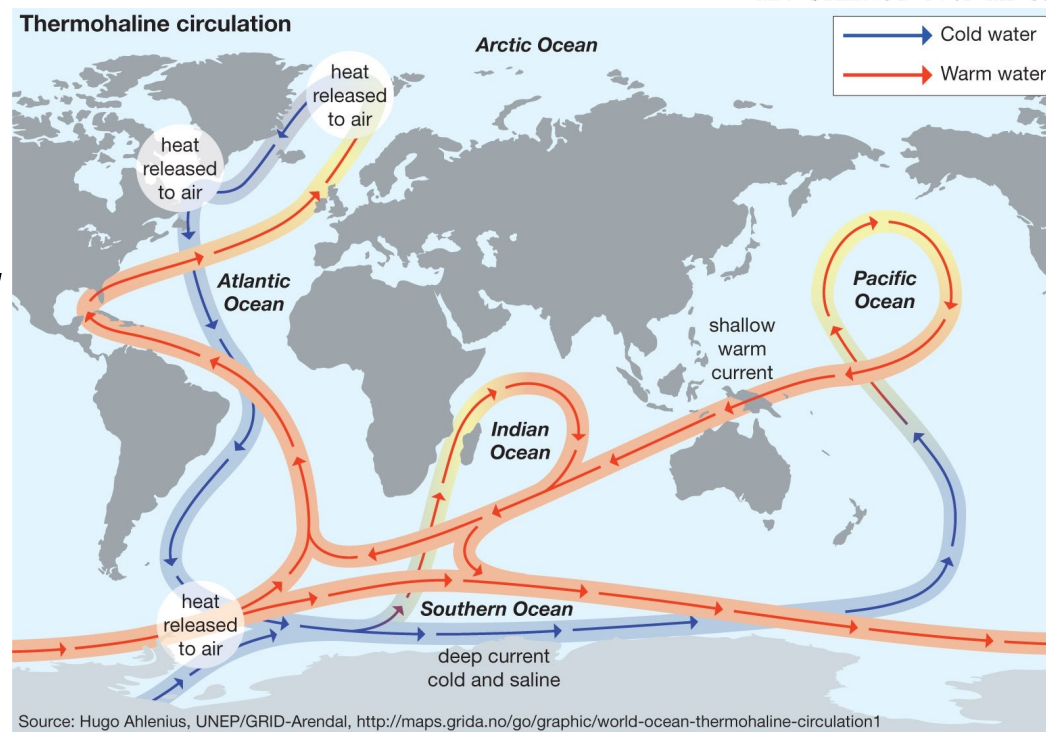 Thermohaline circulation
Arctic Ocean
Cold water
Warm water
heat
released
to air
heat
released
to air
Atlantic
Ocean
Pacific
Ocean
shallow
warm
current
Indian
Ocean
heat
released
to air
Southern Ocean
deep current
cold and saline
Source: Hugo Ahlenius, UNEP/GRID-Arendal, http://maps.grida.no/go/graphic/world-ocean-thermohaline-circulation1